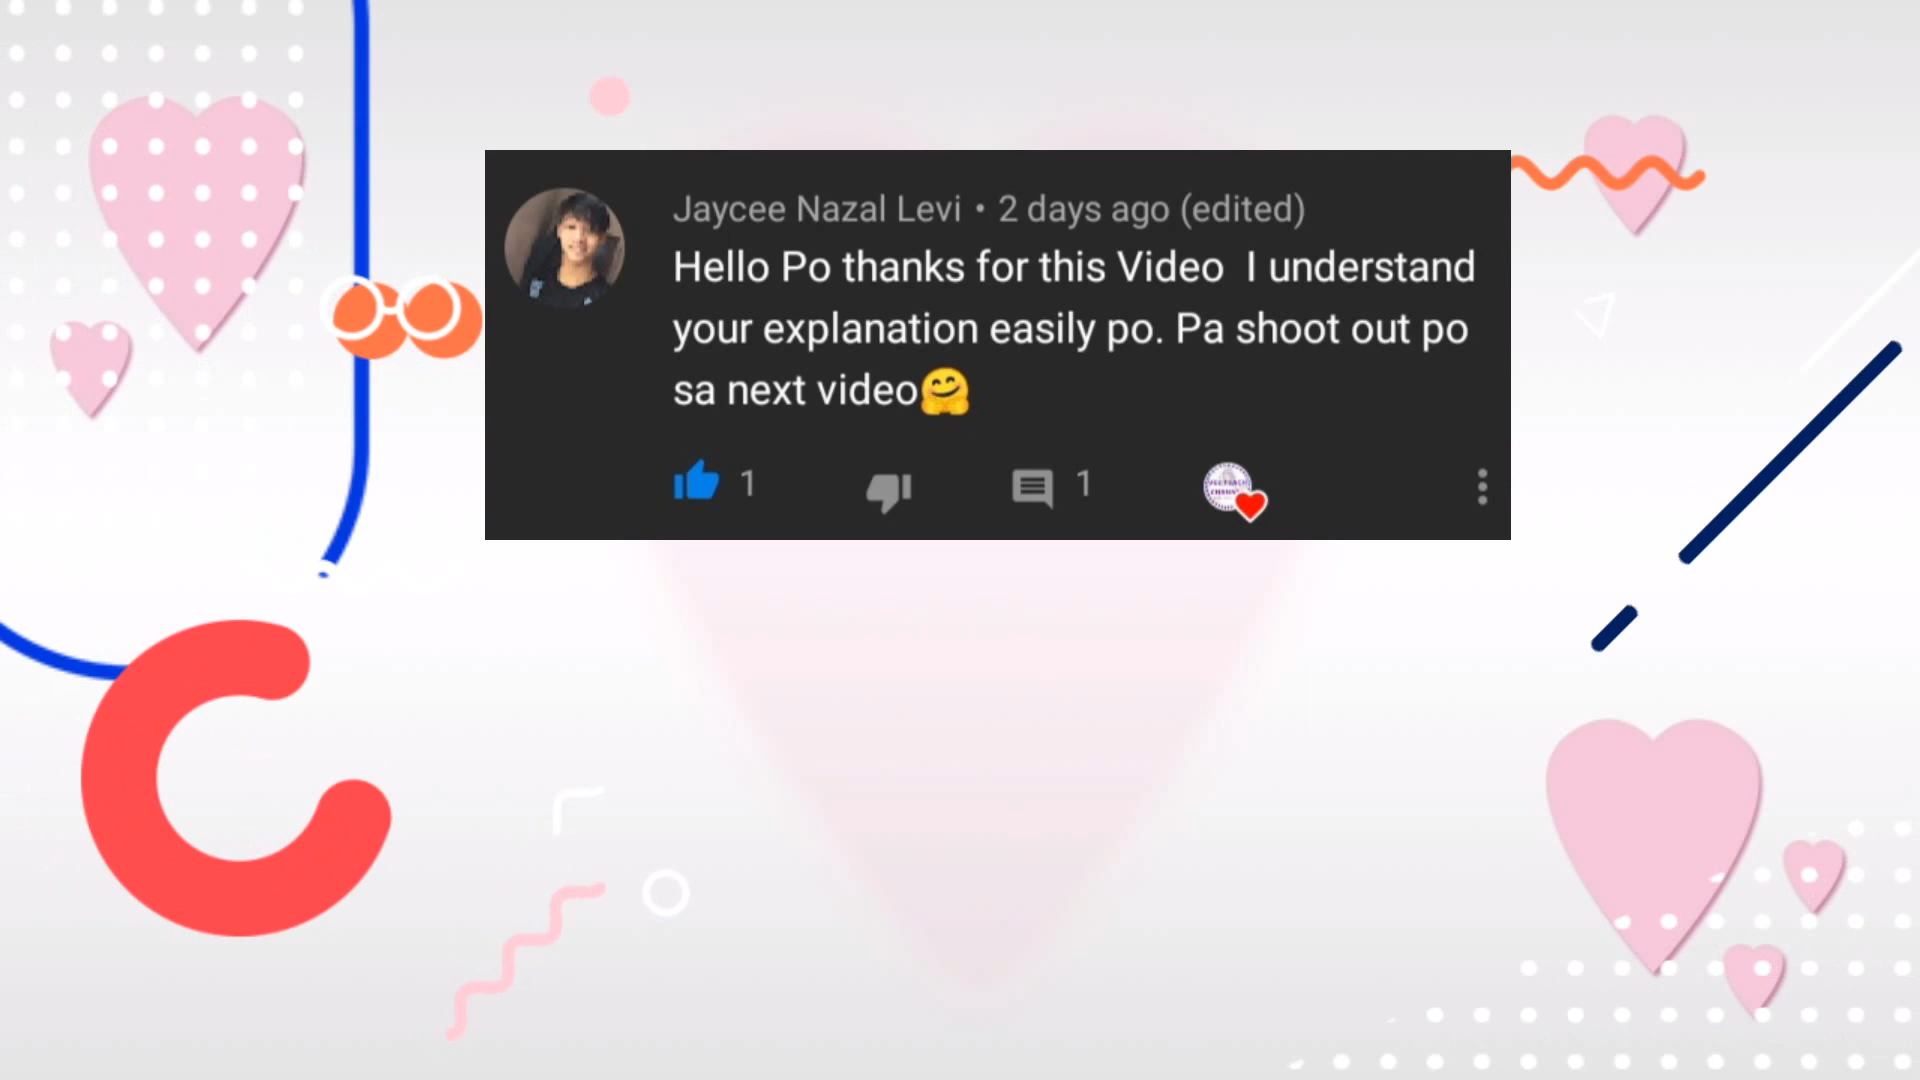 Jaycee Nazal Levi • 2 days ago (edited)
Hello Po thanks for this Video  I understand
your explanation easily po. Pa shoot out po
sa next video🤗
1
1